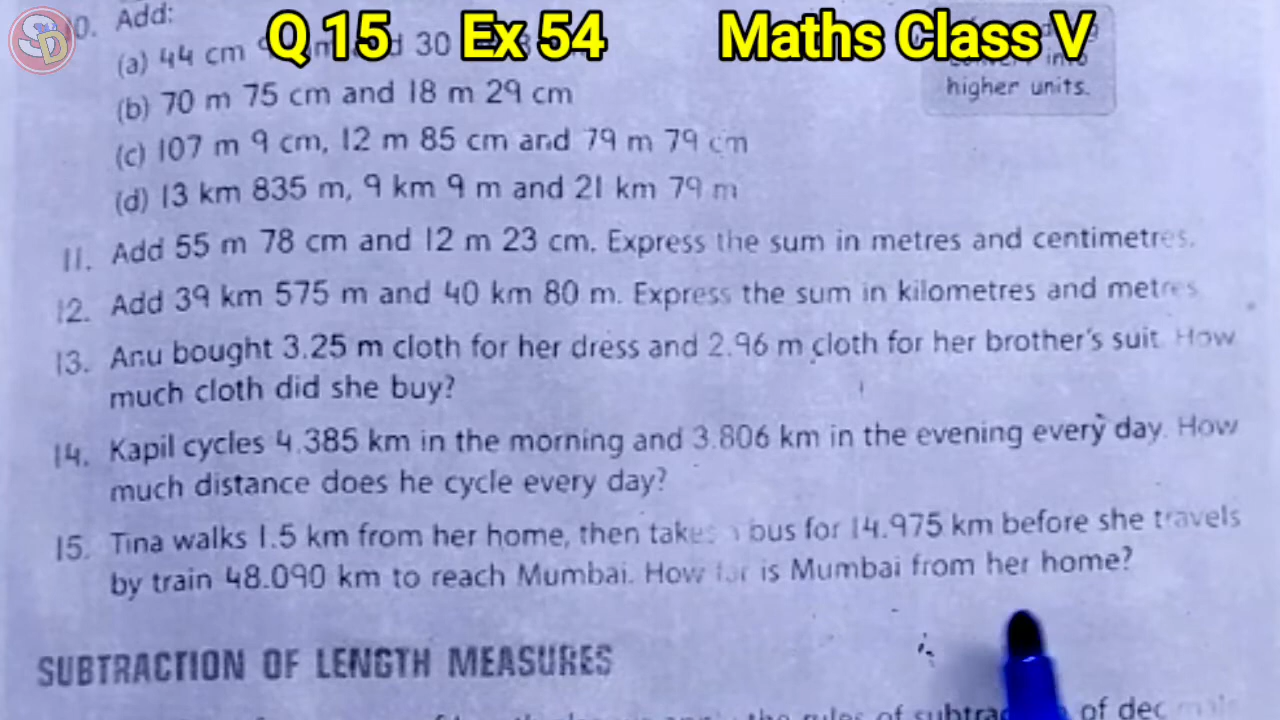 SD
Q 15 Ex 54 Maths Class V
0. Add:
(a) 44 cm 30
higher units.
(b) 70 m 75 cm and 18 m 29 cm
(c) 107 m 9 cm, 12 m 85 cm and 79 m 79 cm
(d) 13 km 835 m, 9 km 9 m and 21 km 79 m
11. Add 55 m 78 cm and 12 m 23 cm. Express the sum in metres and centimetres.
12. Add 39 km 575 m and 40 km 80 m. Express the sum in kilometres and metres
13. Anu bought 3.25 m cloth for her dress and 2.96 m cloth for her brother's suit. How
much cloth did she buy?
14. Kapil cycles 4.385 km in the morning and 3.806 km in the evening every day. How
much distance does he cycle every day?
15. Tina walks 1.5 km from her home, then takes a bus for 14.975 km before she travels
by train 48.090 km to reach Mumbai. How far is Mumbai from her home?
SUBTRACTION OF LENGTH MEASURES
the rules of of